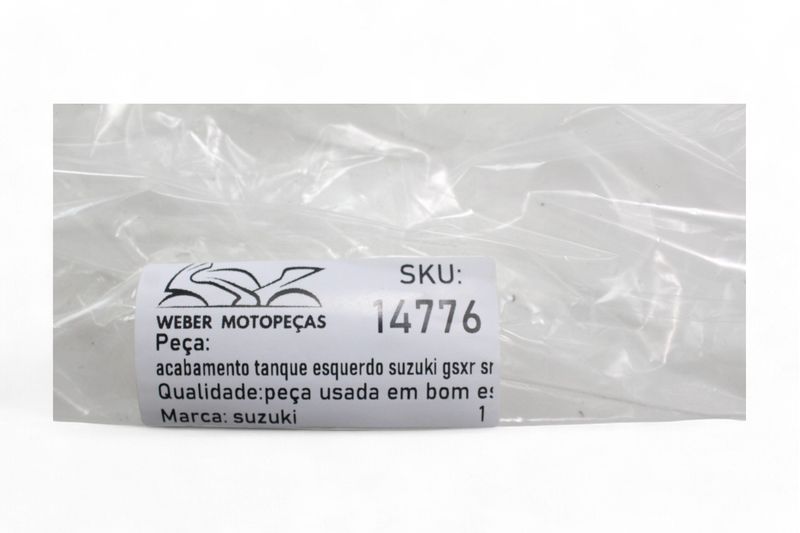 SKU:
14776
WEBER MOTOPEÇAS
Peça:
acabamento tanque esquerdo suzuki gsxr
Qualidade:peça usada em bom
Marca: suzuki 1